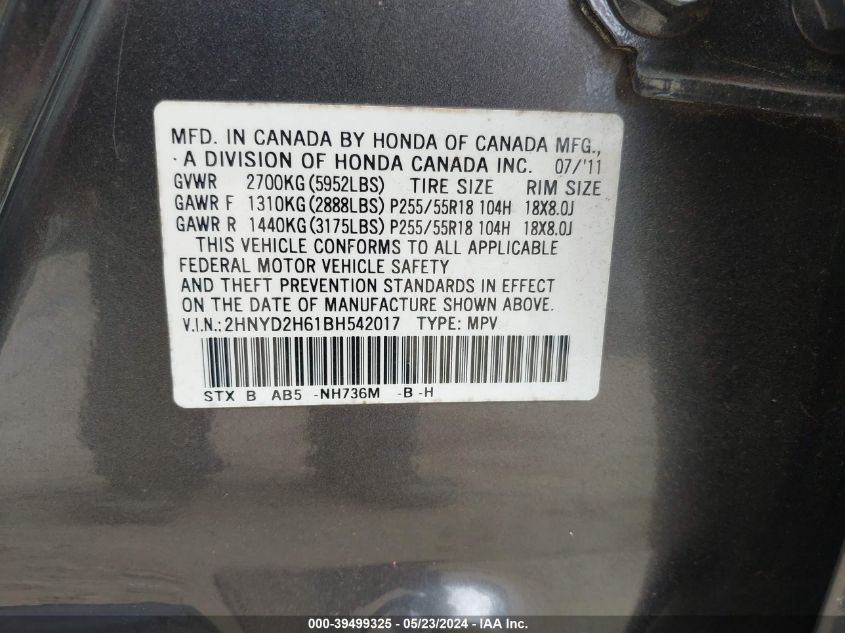 MFD. IN CANADA BY HONDA OF CANADA MFG.,
A DIVISION OF HONDA CANADA INC. 07/'11
GVWR 2700KG (5952LBS) TIRE SIZE RIM SIZE
GAWR F 1310KG (2888LBS) P255/55R18 104H 18X8.0J
GAWR R 1440KG (3175LBS) P255/55R18 104H 18X8.0J
THIS VEHICLE CONFORMS TO ALL APPLICABLE
FEDERAL MOTOR VEHICLE SAFETY
AND THEFT PREVENTION STANDARDS IN EFFECT
ON THE DATE OF MANUFACTURE SHOWN ABOVE.
V.I.N.: 2HNYD2H61BH542017 TYPE: MPV
STX B AB5 -NH736M -B -H
000-39499325 - 05/23/2024 - IAA Inc.